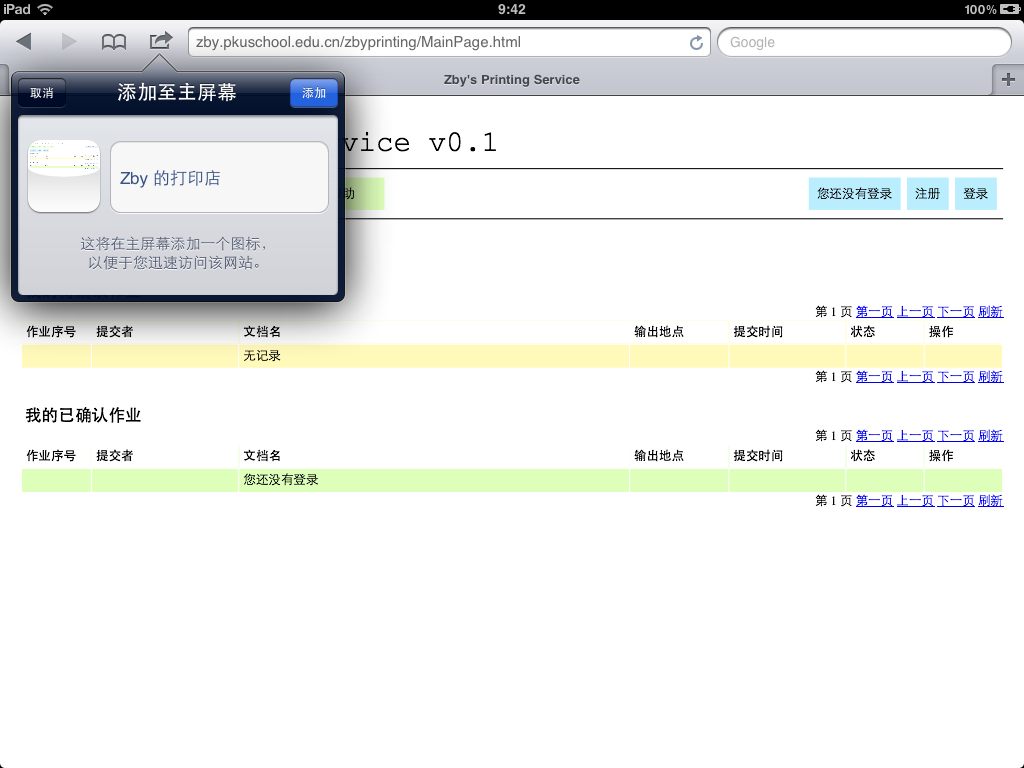 iPad 9:42 100%
zby.pkuschool.edu.cn/zbyprinting/MainPage.html Google
Zby's Printing Service
取消 添加至主屏幕 添加
Zby 的打印店
这将在主屏幕添加一个图标，
以便于您迅速访问该网站。
vice v0.1
助 您还没有登录 注册 登录
第 1 页 第一页 上一页 下一页 刷新
作业序号 提交者 文档名 输出地点 提交时间 状态 操作
无记录
第 1 页 第一页 上一页 下一页 刷新
我的已确认作业
第 1 页 第一页 上一页 下一页 刷新
作业序号 提交者 文档名 输出地点 提交时间 状态 操作
您还没有登录
第 1 页 第一页 上一页 下一页 刷新